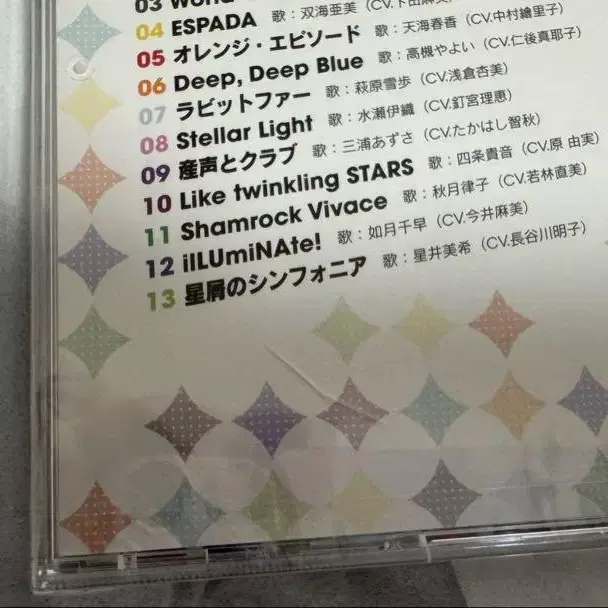 03 World
04 ESPADA 歌：双海亜美（CV.下田麻美
05 オレンジ・エピソード 歌：天海春香（CV.中村繪里子）
06 Deep, Deep Blue 歌：高槻やよい（CV.仁後真耶子）
07 ラビットファー 歌：萩原雪歩（CV.浅倉杏美）
08 Stellar Light 歌：水瀬伊織（CV.釘宮理恵）
09 産声とクラブ 歌：三浦あずさ（CV.たかはし智秋）
10 Like twinkling STARS 歌：四条貴音（CV.原 由実）
11 Shamrock Vivace 歌：秋月律子（CV.若林直美）
12 ilLUmiNAte! 歌：如月千早（CV.今井麻美）
13 星屑のシンフォニア 歌：星井美希（CV.長谷川明子）